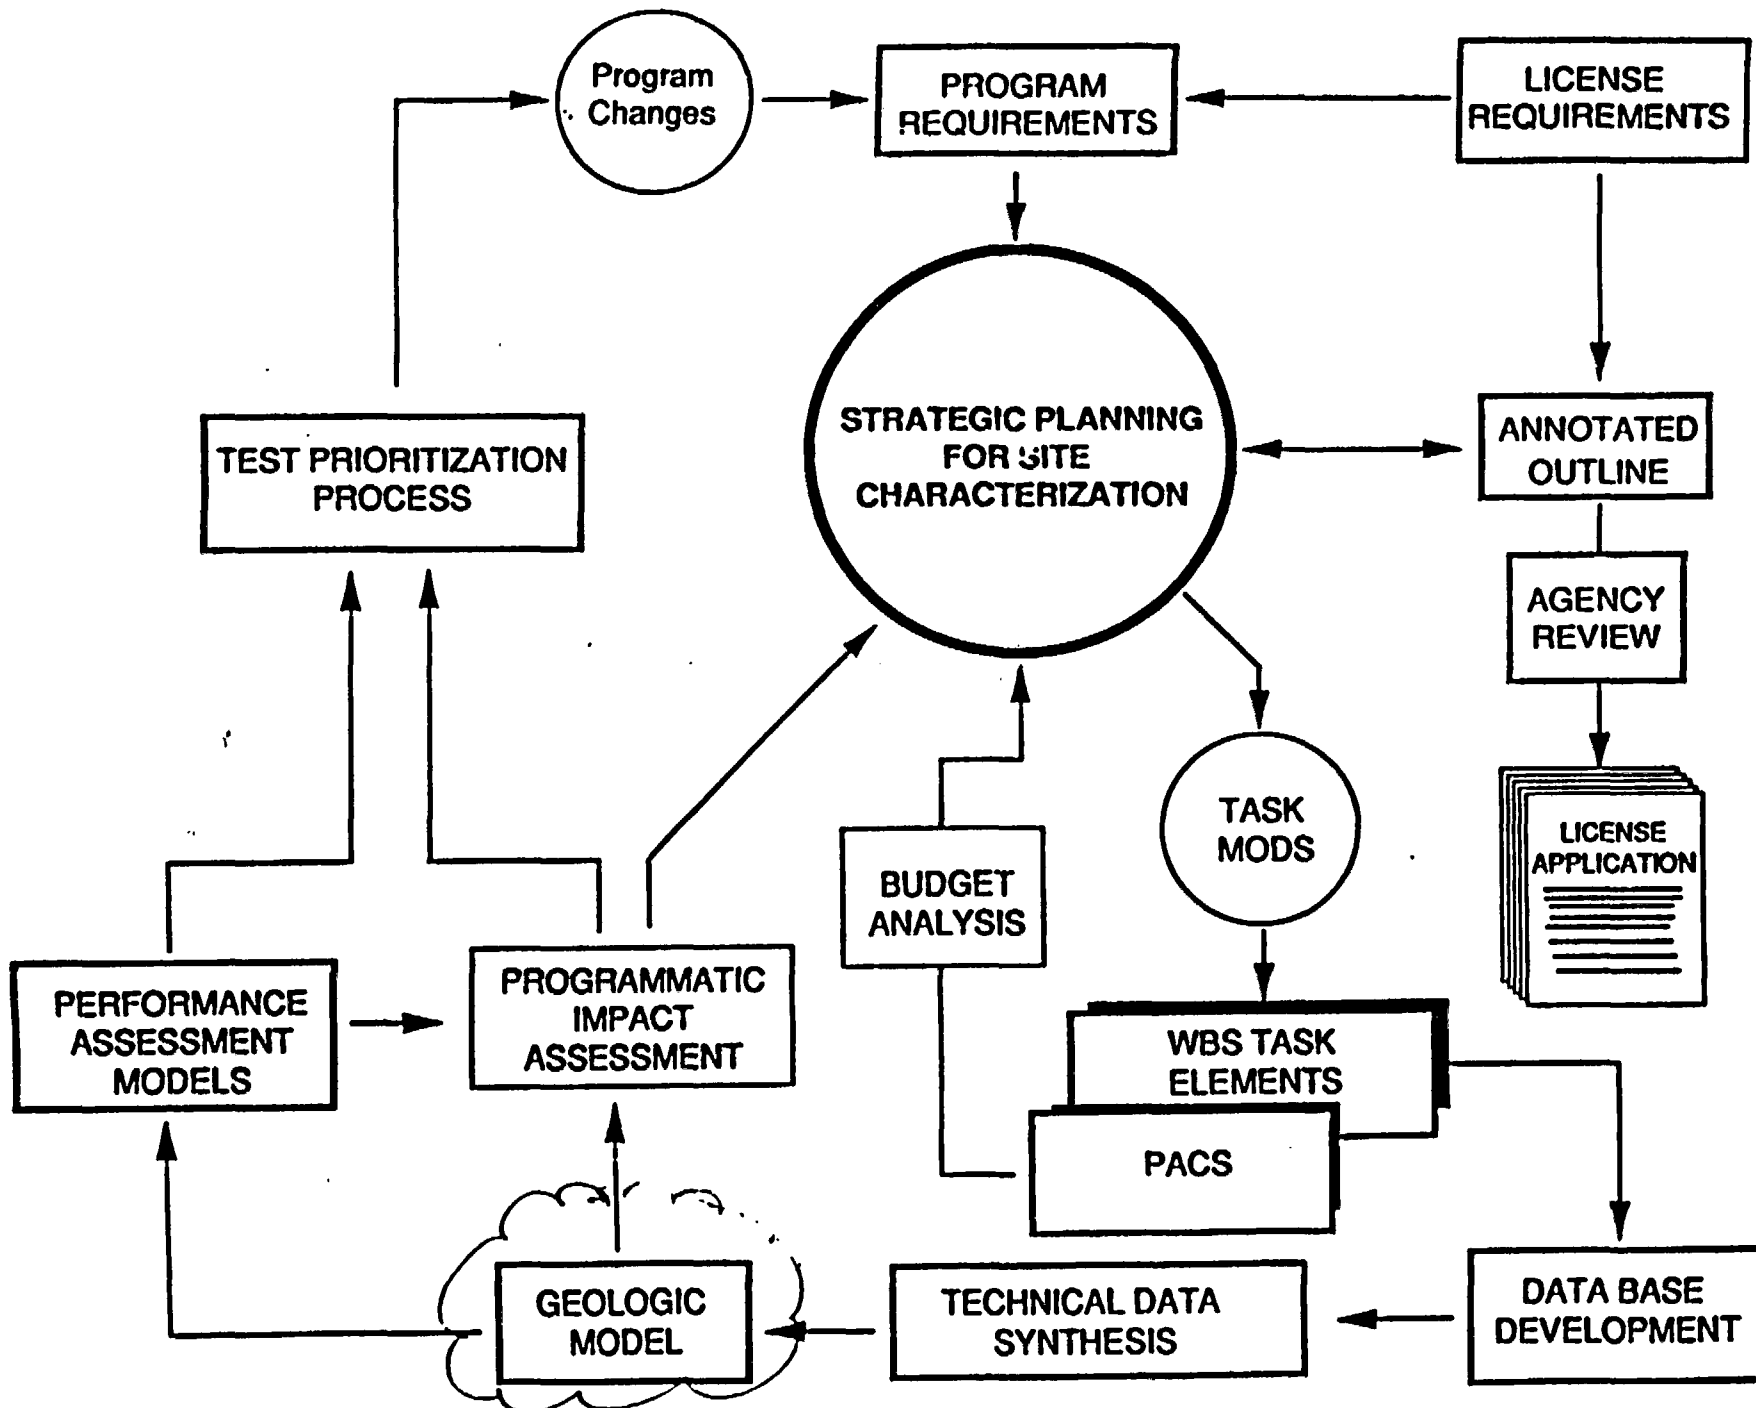 Program
Changes
PROGRAM
REQUIREMENTS
LICENSE
REQUIREMENTS
STRATEGIC PLANNING
FOR SITE
CHARACTERIZATION
ANNOTATED
OUTLINE
TEST PRIORITIZATION
PROCESS
AGENCY
REVIEW
TASK
MODS
LICENSE
APPLICATION
BUDGET
ANALYSIS
PERFORMANCE
ASSESSMENT
MODELS
PROGRAMMATIC
IMPACT
ASSESSMENT
WBS TASK
ELEMENTS
PACS
GEOLOGIC
MODEL
TECHNICAL DATA
SYNTHESIS
DATA BASE
DEVELOPMENT